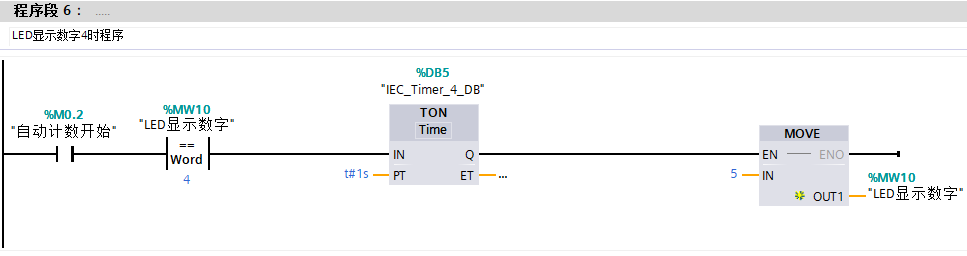 程序段 6： .....
LED显示数字4时程序
%DB5
"IEC_Timer_4_DB"
%M0.2
"自动计数开始"
%MW10
"LED显示数字"
==
Word
4
TON
Time
IN
Q
t#1s
PT
ET
...
MOVE
EN
ENO
5
IN
OUT1
%MW10
"LED显示数字"